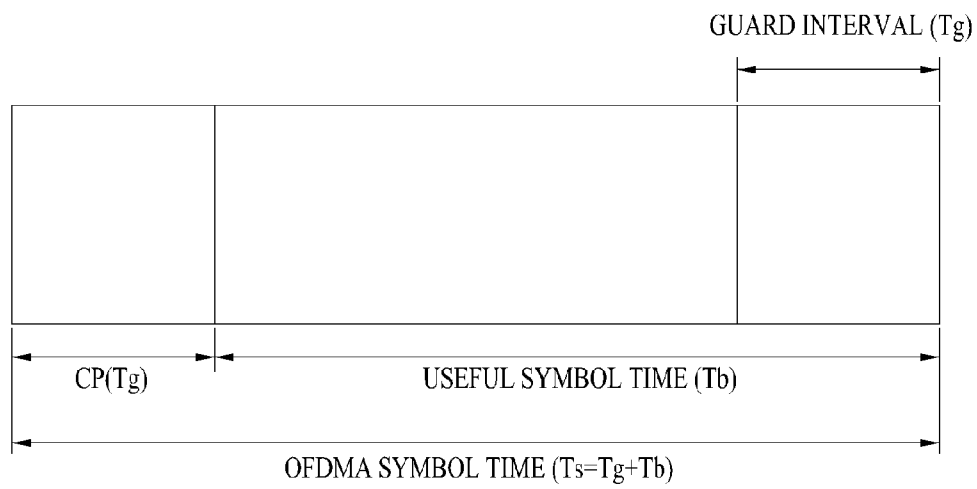 GUARD INTERVAL (Tg)
CP(Tg)
USEFUL SYMBOL TIME (Tb)
OFDMA SYMBOL TIME (Ts=Tg+Tb)